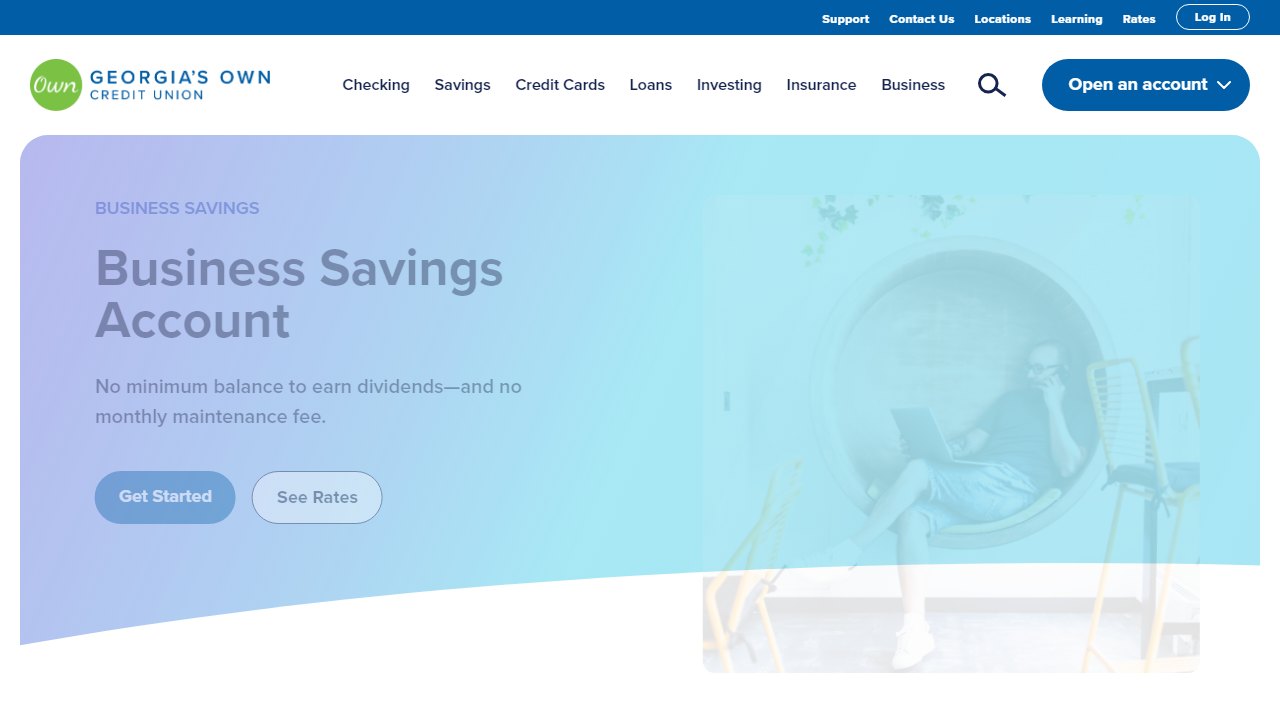 Support Contact Us Locations Learning Rates Log In
Own GEORGIA'S OWN
CREDIT UNION
Checking Savings Credit Cards Loans Investing Insurance Business Open an account
BUSINESS SAVINGS
Business Savings
Account
No minimum balance to earn dividends—and no
monthly maintenance fee.
Get Started See Rates